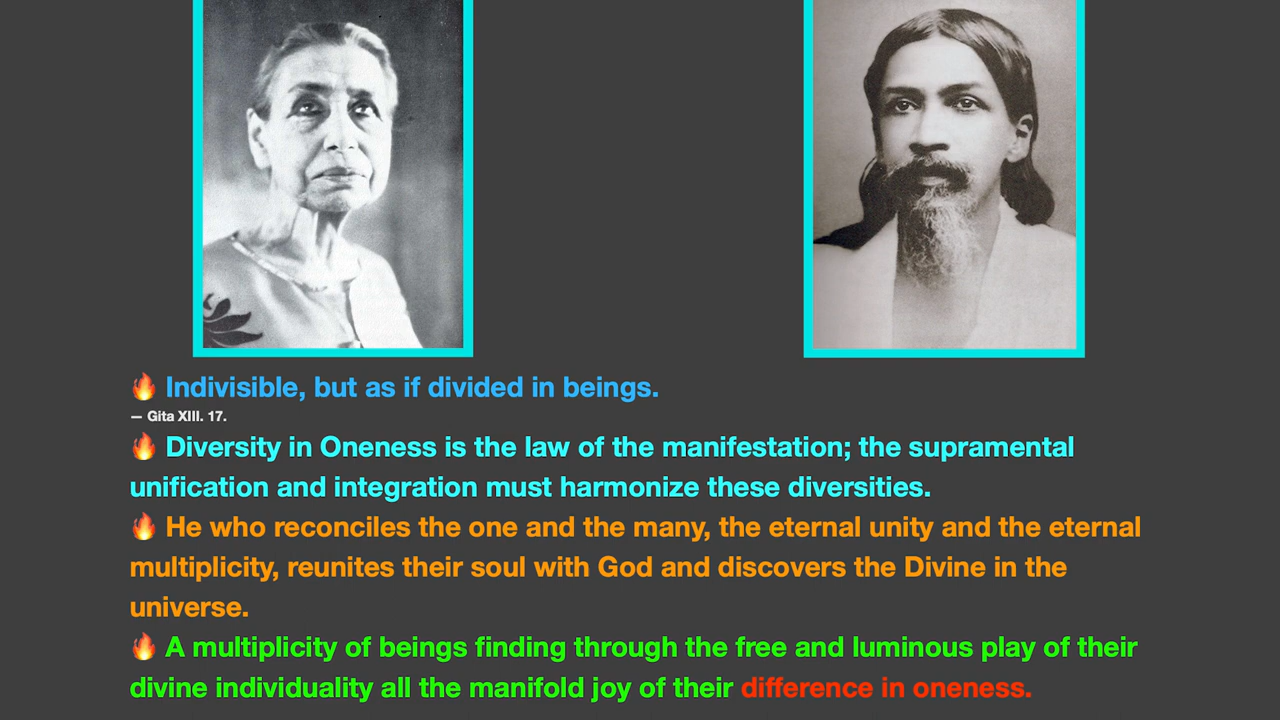 🔥 Indivisible, but as if divided in beings.
— Gita XIII. 17.
🔥 Diversity in Oneness is the law of the manifestation; the supramental
unification and integration must harmonize these diversities.
🔥 He who reconciles the one and the many, the eternal unity and the eternal
multiplicity, reunites their soul with God and discovers the Divine in the
universe.
🔥 A multiplicity of beings finding through the free and luminous play of their
divine individuality all the manifold joy of their difference in oneness.